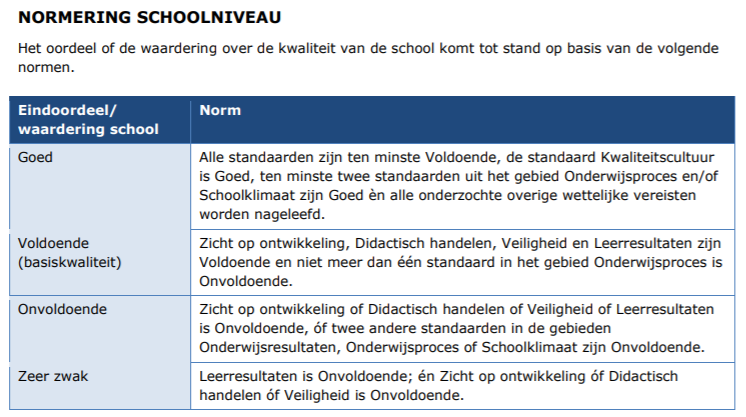 NORMERING SCHOOLNIVEAU
Het oordeel of de waardering over de kwaliteit van de school komt tot stand op basis van de volgende
normen.
Eindoordeel/
waardering school
Norm
Goed
Alle standaarden zijn ten minste Voldoende, de standaard Kwaliteitscultuur
is Goed, ten minste twee standaarden uit het gebied Onderwijsproces en/of
Schoolklimaat zijn Goed èn alle onderzochte overige wettelijke vereisten
worden nageleefd.
Voldoende
(basiskwaliteit)
Zicht op ontwikkeling, Didactisch handelen, Veiligheid en Leerresultaten zijn
Voldoende en niet meer dan één standaard in het gebied Onderwijsproces is
Onvoldoende.
Onvoldoende
Zicht op ontwikkeling of Didactisch handelen of Veiligheid of Leerresultaten
is Onvoldoende, óf twee andere standaarden in de gebieden
Onderwijsresultaten, Onderwijsproces of Schoolklimaat zijn Onvoldoende.
Zeer zwak
Leerresultaten is Onvoldoende; én Zicht op ontwikkeling óf Didactisch
handelen óf Veiligheid is Onvoldoende.